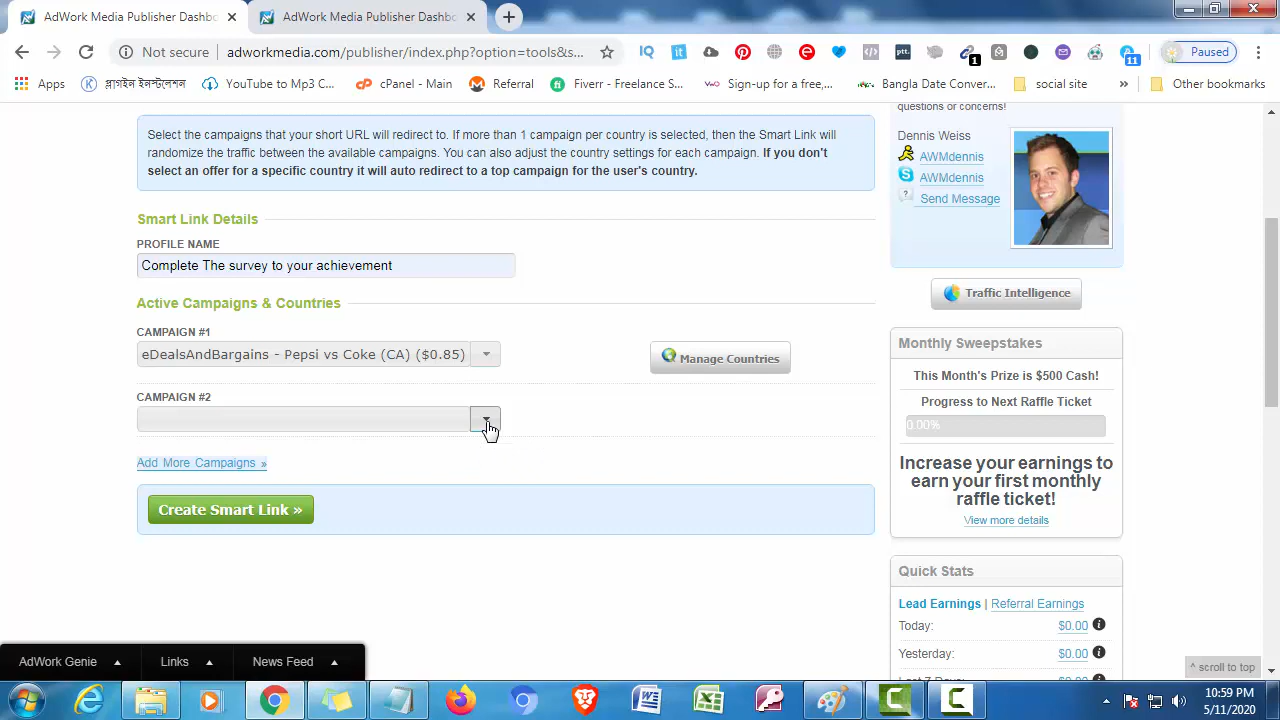 AdWork Media Publisher Dashbo
AdWork Media Publisher Dashbo
Not secure
adworkmedia.com/publisher/index.php?option=tools&s...
ptt.
1
11
Paused
Apps
প্লাগইন ইনস্টলেশন
YouTube to Mp3 C...
cPanel - Main
Referral
Fiverr - Freelance S...
Sign-up for a free,...
Bangla Date Conver...
social site
»
Other bookmarks
questions or concerns!
Select the campaigns that your short URL will redirect to. If more than 1 campaign per country is selected, then the Smart Link will
randomize the traffic between the available campaigns. You can also adjust the country settings for each campaign. If you don't
select an offer for a specific country it will auto redirect to a top campaign for the user's country.
Dennis Weiss
AWMdennis
AWMdennis
Send Message
Smart Link Details
PROFILE NAME
Complete The survey to your achievement
Active Campaigns & Countries
CAMPAIGN #1
eDealsAndBargains - Pepsi vs Coke (CA) ($0.85)
Manage Countries
CAMPAIGN #2
Add More Campaigns »
Create Smart Link »
Traffic Intelligence
Monthly Sweepstakes
This Month's Prize is $500 Cash!
Progress to Next Raffle Ticket
0.00%
Increase your earnings to
earn your first monthly
raffle ticket!
View more details
Quick Stats
Lead Earnings | Referral Earnings
Today: $0.00
Yesterday: $0.00
^ scroll to top
AdWork Genie
Links
News Feed
10:59 PM
5/11/2020